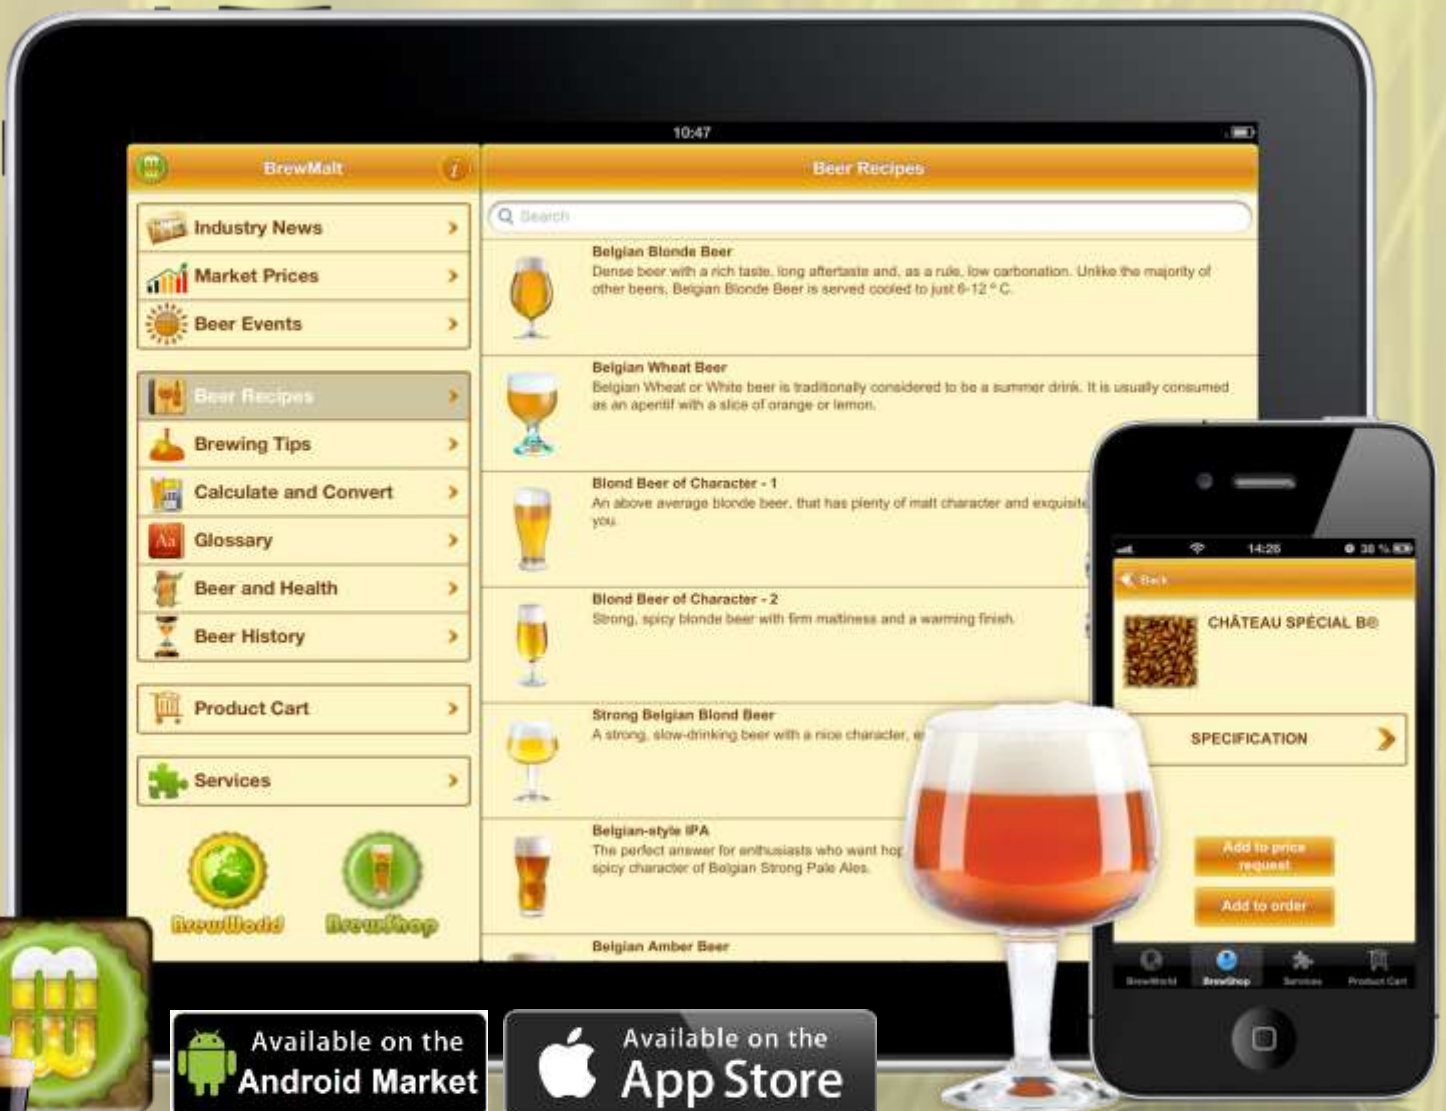 10:47
BrewMalt
i
Beer Recipes
Industry News
Market Prices
Beer Events
Beer Recipes
Brewing Tips
Calculate and Convert
Aa
Glossary
Beer and Health
Beer History
Product Cart
Services
BrewWorld
BrewShop
Search
Belgian Blonde Beer
Dense beer with a rich taste, long aftertaste and, as a rule, low carbonation. Unlike the majority of
other beers, Belgian Blonde Beer is served cooled to just 6-12 º C.
Belgian Wheat Beer
Belgian Wheat or White beer is traditionally considered to be a summer drink. It is usually consumed
as an aperitif with a slice of orange or lemon.
Blond Beer of Character - 1
An above average blonde beer, that has plenty of malt character and exquisite
you.
Blond Beer of Character - 2
Strong, spicy blonde beer with firm maltiness and a warming finish.
Strong Belgian Blond Beer
A strong, slow-drinking beer with a nice character,
Belgian-style IPA
The perfect answer for enthusiasts who want
spicy character of Belgian Strong Pale Ales.
Belgian Amber Beer
14:26
38 %
Back
CHÂTEAU SPÉCIAL B®
SPECIFICATION
Add to price
request
Add to order
BrewWorld
BrewShop
Services
Product Cart
Available on the
Android Market
Available on the
App Store